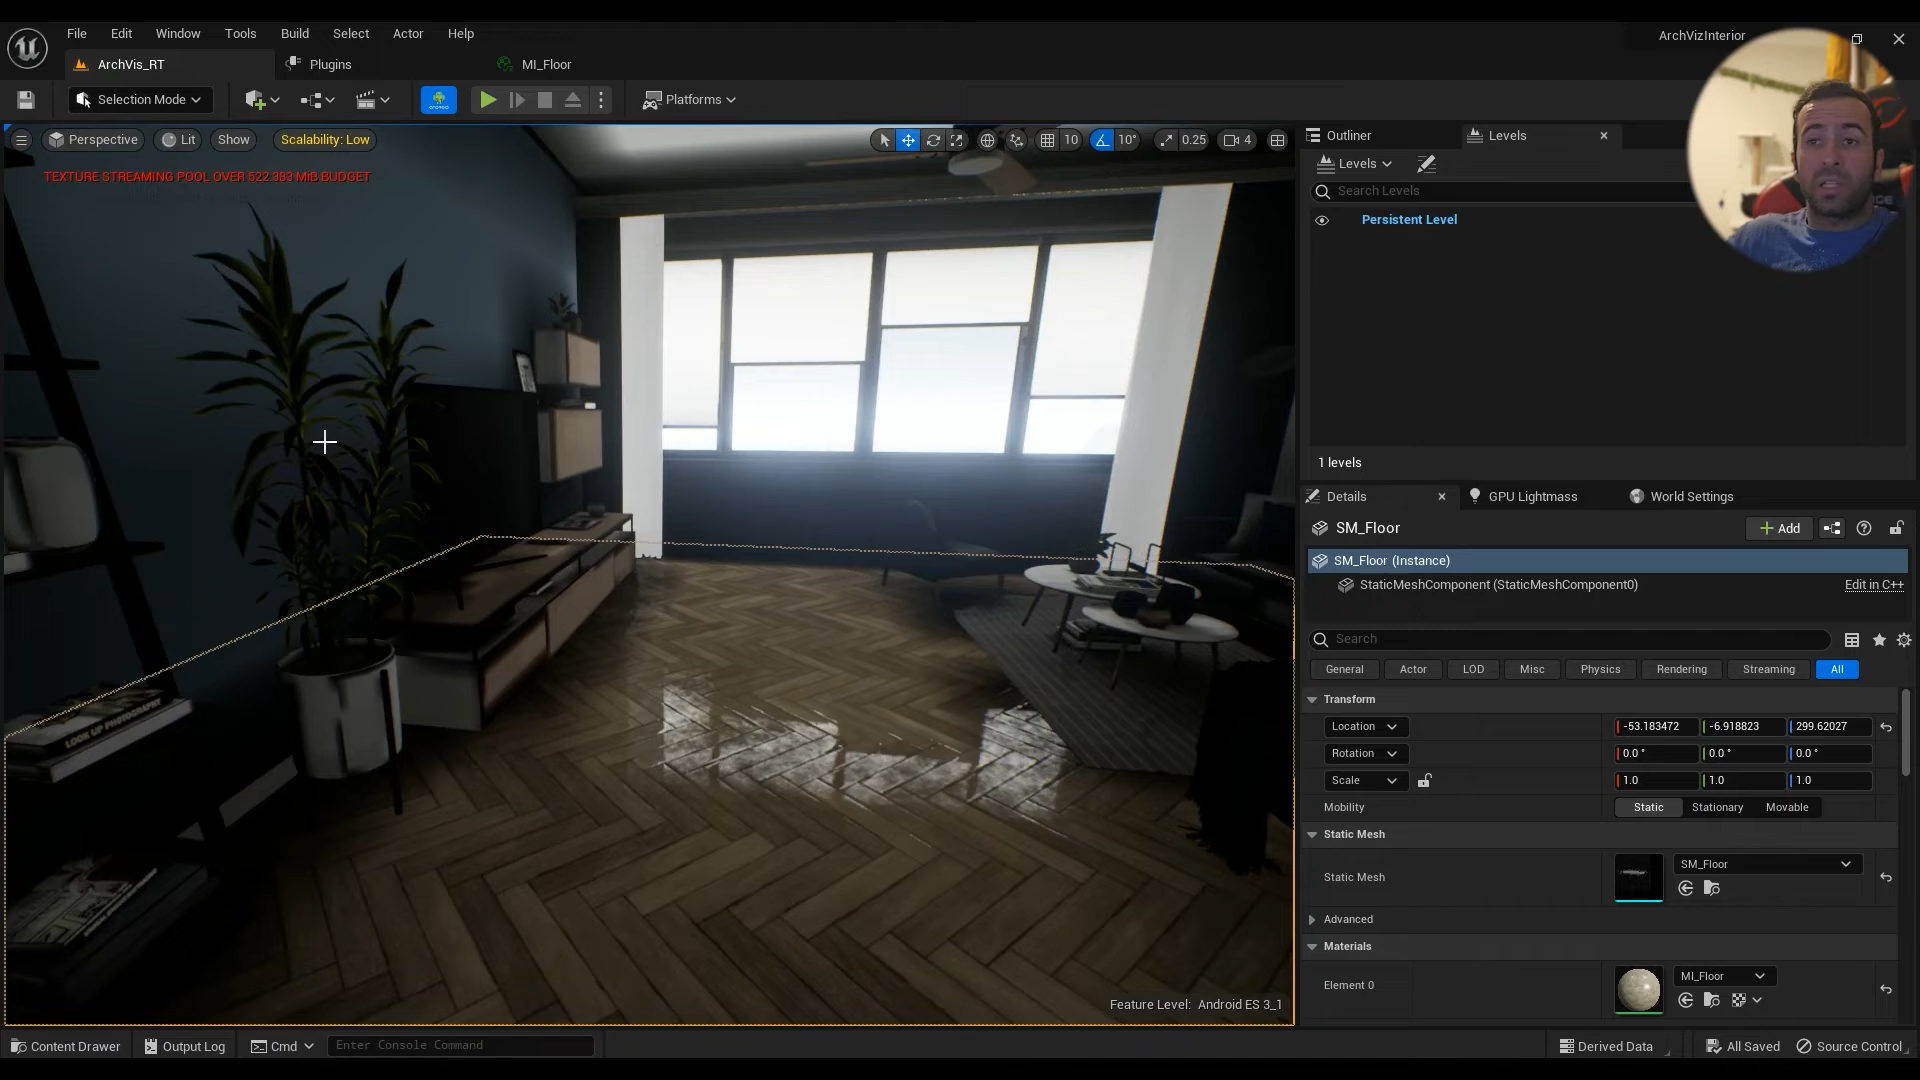 File Edit Window Tools Build Select Actor Help
ArchVizInterior
ArchVis_RT
Plugins
MI_Floor
Selection Mode
Platforms
Perspective
Lit
Show
Scalability: Low
10
10°
0.25
4
TEXTURE STREAMING POOL OVER 522.383 MiB BUDGET
LOOK UP PHOTOGRAPHY
Feature Level: Android ES 3_1
Outliner
Levels
Levels
Search Levels
Persistent Level
1 levels
Details
GPU Lightmass
World Settings
SM_Floor
Add
SM_Floor (Instance)
StaticMeshComponent (StaticMeshComponent0)
Edit in C++
Search
General Actor LOD Misc Physics Rendering Streaming All
Transform
Location -53.183472 -6.918823 299.62027
Rotation 0.0 ° 0.0 ° 0.0 °
Scale 1.0 1.0 1.0
Mobility Static Stationary Movable
Static Mesh
SM_Floor
Static Mesh
Advanced
Materials
MI_Floor
Element 0
Content Drawer
Output Log
Cmd
Enter Console Command
Derived Data
All Saved
Source Control